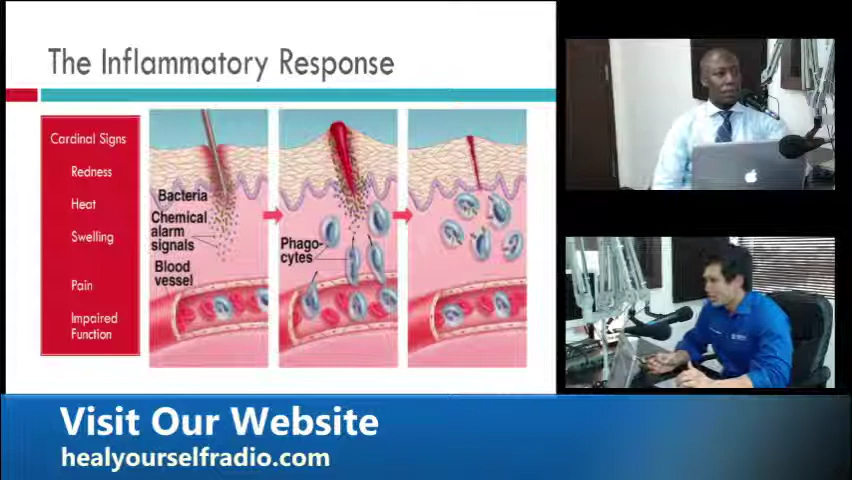 The Inflammatory Response
Cardinal Signs
Redness
Heat
Swelling
Pain
Impaired
Function
Bacteria
Chemical
alarm
signals
Blood
vessel
Phago-
cytes
Visit Our Website
healyourselfradio.com